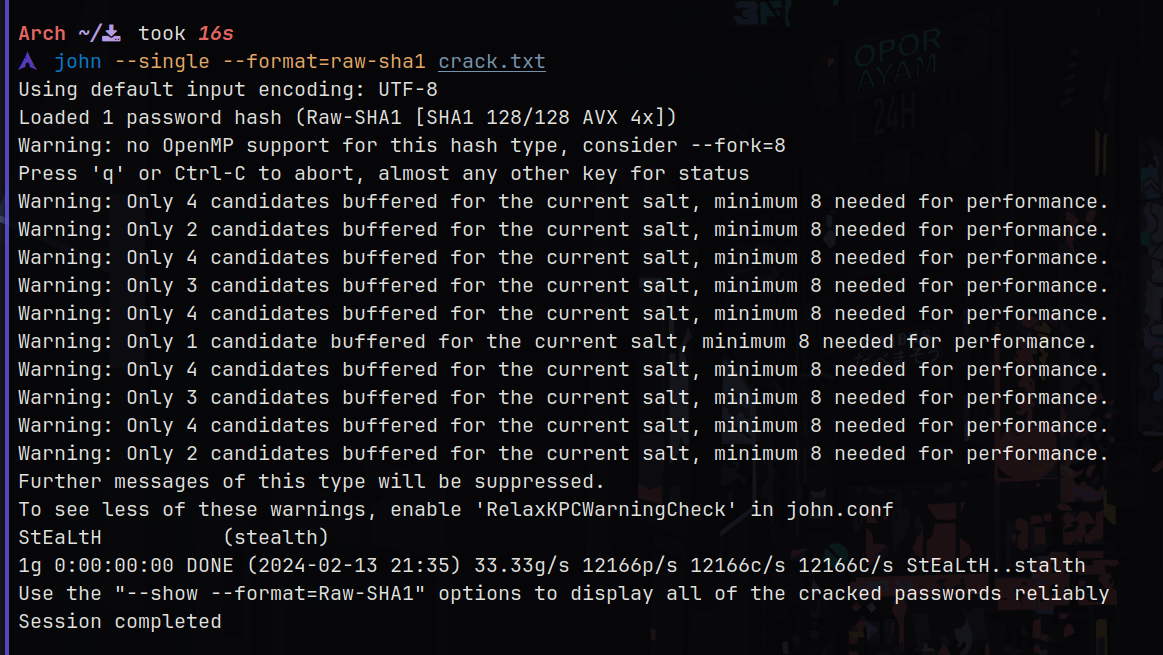 Arch ~/ took 16s
john --single --format=raw-sha1 crack.txt
Using default input encoding: UTF-8
Loaded 1 password hash (Raw-SHA1 [SHA1 128/128 AVX 4x])
Warning: no OpenMP support for this hash type, consider --fork=8
Press 'q' or Ctrl-C to abort, almost any other key for status
Warning: Only 4 candidates buffered for the current salt, minimum 8 needed for performance.
Warning: Only 2 candidates buffered for the current salt, minimum 8 needed for performance.
Warning: Only 4 candidates buffered for the current salt, minimum 8 needed for performance.
Warning: Only 3 candidates buffered for the current salt, minimum 8 needed for performance.
Warning: Only 4 candidates buffered for the current salt, minimum 8 needed for performance.
Warning: Only 1 candidate buffered for the current salt, minimum 8 needed for performance.
Warning: Only 4 candidates buffered for the current salt, minimum 8 needed for performance.
Warning: Only 3 candidates buffered for the current salt, minimum 8 needed for performance.
Warning: Only 4 candidates buffered for the current salt, minimum 8 needed for performance.
Warning: Only 2 candidates buffered for the current salt, minimum 8 needed for performance.
Further messages of this type will be suppressed.
To see less of these warnings, enable 'RelaxKPCWarningCheck' in john.conf
StEaLtH          (stealth)
1g 0:00:00:00 DONE (2024-02-13 21:35) 33.33g/s 12166p/s 12166c/s 12166C/s StEaLtH..stalth
Use the "--show --format=Raw-SHA1" options to display all of the cracked passwords reliably
Session completed
OPOR
AYAM
24H